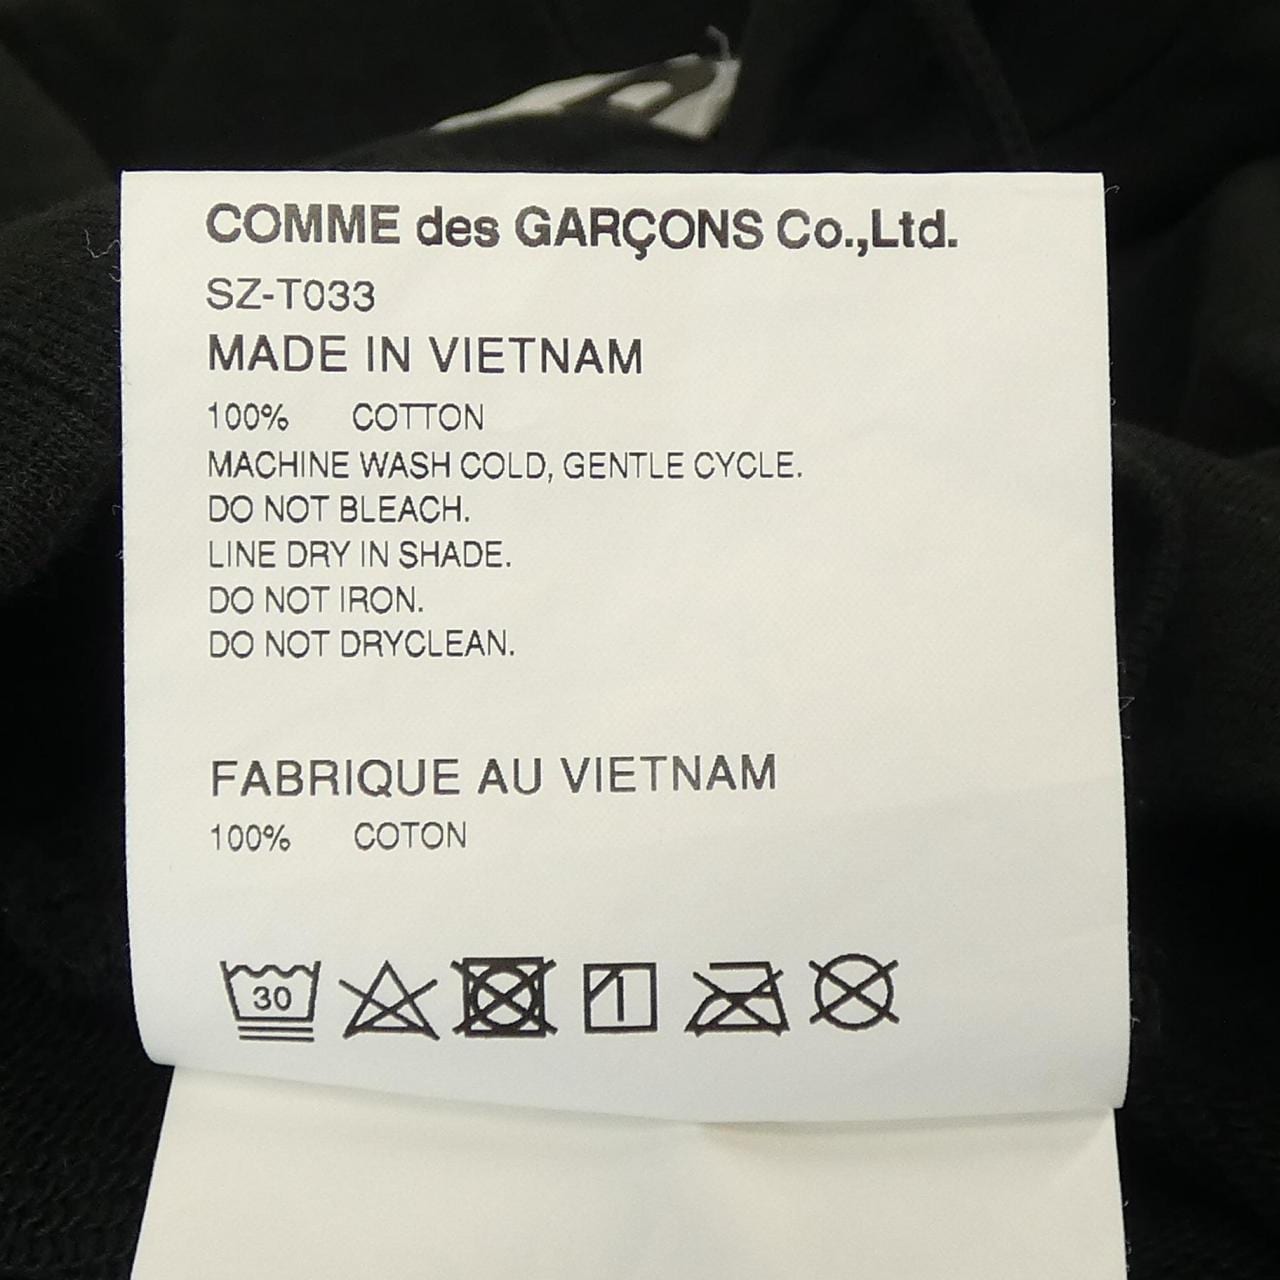 COMME des GARÇONS Co.,Ltd.
SZ-T033
MADE IN VIETNAM
100% COTTON
MACHINE WASH COLD, GENTLE CYCLE.
DO NOT BLEACH.
LINE DRY IN SHADE.
DO NOT IRON.
DO NOT DRYCLEAN.
FABRIQUE AU VIETNAM
100% COTON
30